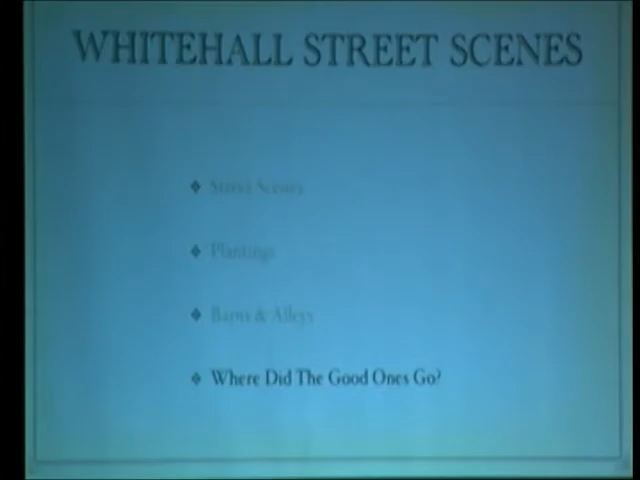 WHITEHALL STREET SCENES
Street Scenes
Plantings
Barns & Alleys
Where Did The Good Ones Go?